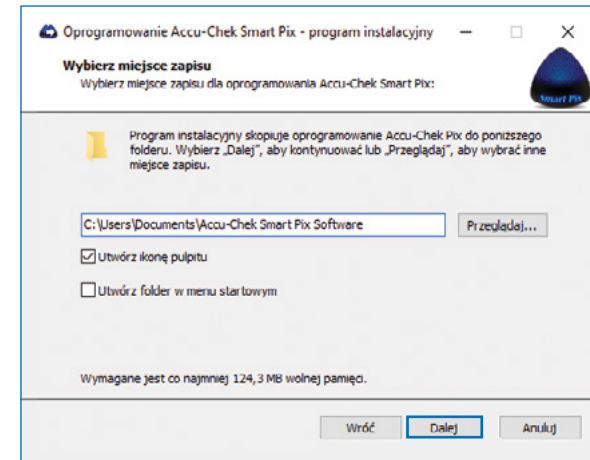 Oprogramowanie Accu-Chek Smart Pix - program instalacyjny
Wybierz miejsce zapisu
Wybierz miejsce zapisu dla oprogramowania Accu-Chek Smart Pix:
Smart Pix
Program instalacyjny skopiuje oprogramowanie Accu-Chek Pix do poniższego
folderu. Wybierz „Dalej”, aby kontynuować lub „Przeglądaj”, aby wybrać inne
miejsce zapisu.
C:\Users\Documents\Accu-Chek Smart Pix Software
Przeglądaj...
Utwórz ikonę pulpitu
Utwórz folder w menu startowym
Wymagane jest co najmniej 124,3 MB wolnej pamięci.
Wróć
Dalej
Anuluj